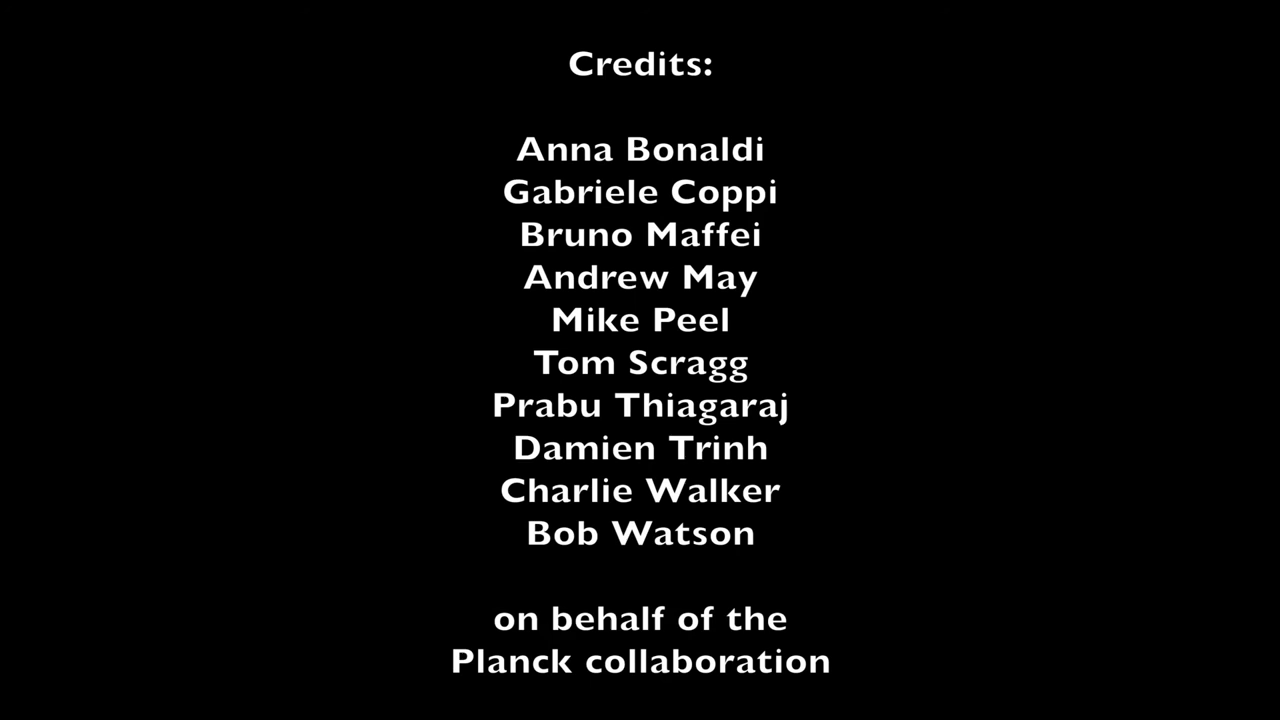 Credits:
Anna Bonaldi
Gabriele Coppi
Bruno Maffei
Andrew May
Mike Peel
Tom Scragg
Prabu Thiagaraj
Damien Trinh
Charlie Walker
Bob Watson
on behalf of the
Planck collaboration